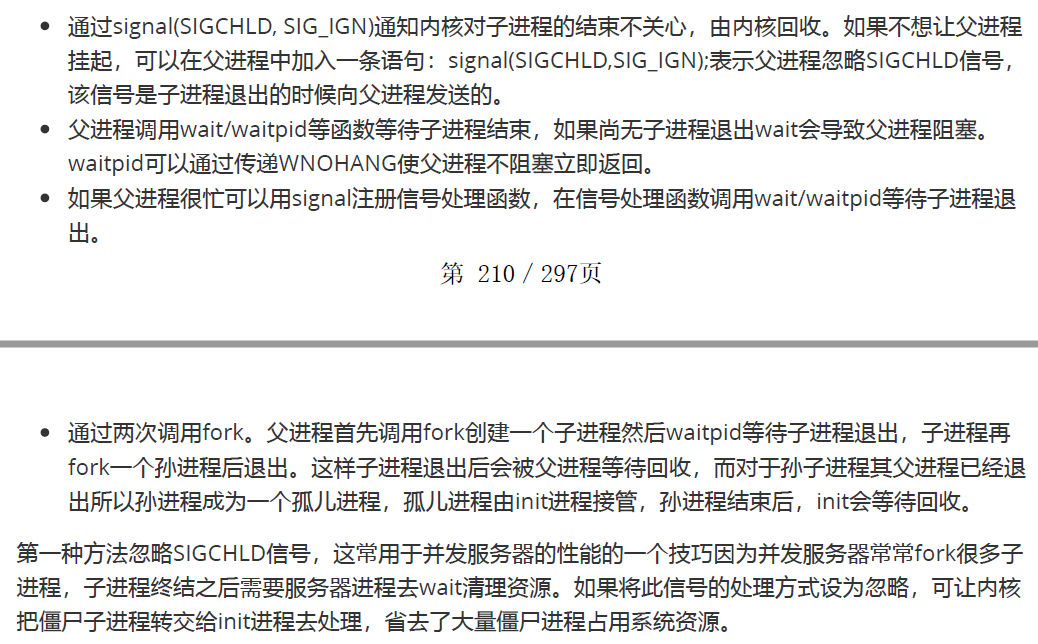 • 通过signal(SIGCHLD, SIG_IGN)通知内核对子进程的结束不关心，由内核回收。如果不想让父进程
挂起，可以在父进程中加入一条语句：signal(SIGCHLD,SIG_IGN);表示父进程忽略SIGCHLD信号，
该信号是子进程退出的时候向父进程发送的。
• 父进程调用wait/waitpid等函数等待子进程结束，如果尚无子进程退出wait会导致父进程阻塞。
waitpid可以通过传递WNOHANG使父进程不阻塞立即返回。
• 如果父进程很忙可以用signal注册信号处理函数，在信号处理函数调用wait/waitpid等待子进程退
出。
第 210 / 297页
• 通过两次调用fork。父进程首先调用fork创建一个子进程然后waitpid等待子进程退出，子进程再
fork一个孙进程后退出。这样子进程退出后会被父进程等待回收，而对于孙子进程其父进程已经退
出所以孙进程成为一个孤儿进程，孤儿进程由init进程接管，孙进程结束后，init会等待回收。
第一种方法忽略SIGCHLD信号，这常用于并发服务器的性能的一个技巧因为并发服务器常常fork很多子
进程，子进程终结之后需要服务器进程去wait清理资源。如果将此信号的处理方式设为忽略，可让内核
把僵尸子进程转交给init进程去处理，省去了大量僵尸进程占用系统资源。